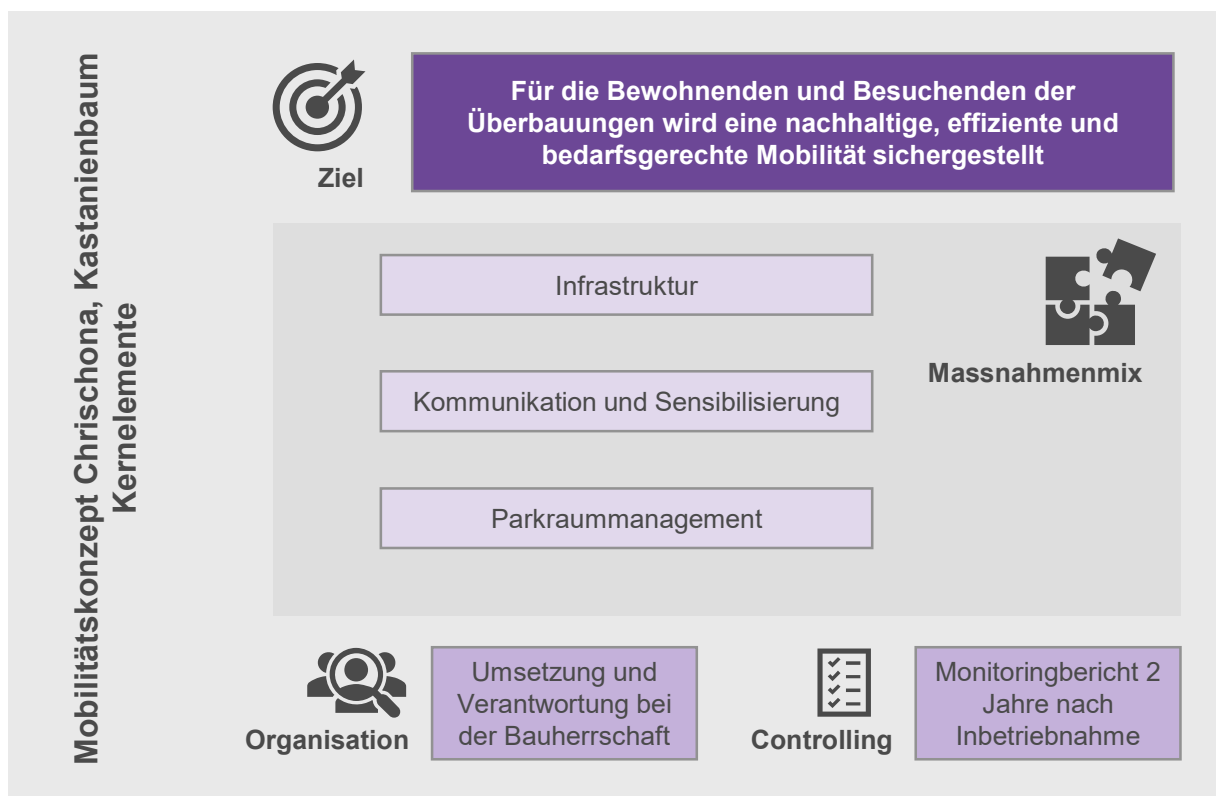 Mobilitätskonzept Chrischona, Kastanienbaum
Kernelemente
Ziel
Für die Bewohnenden und Besuchenden der
Überbauungen wird eine nachhaltige, effiziente und
bedarfsgerechte Mobilität sichergestellt
Infrastruktur
Kommunikation und Sensibilisierung
Parkraummanagement
Massnahmenmix
Organisation
Umsetzung und
Verantwortung bei
der Bauherrschaft
Controlling
Monitoringbericht 2
Jahre nach
Inbetriebnahme